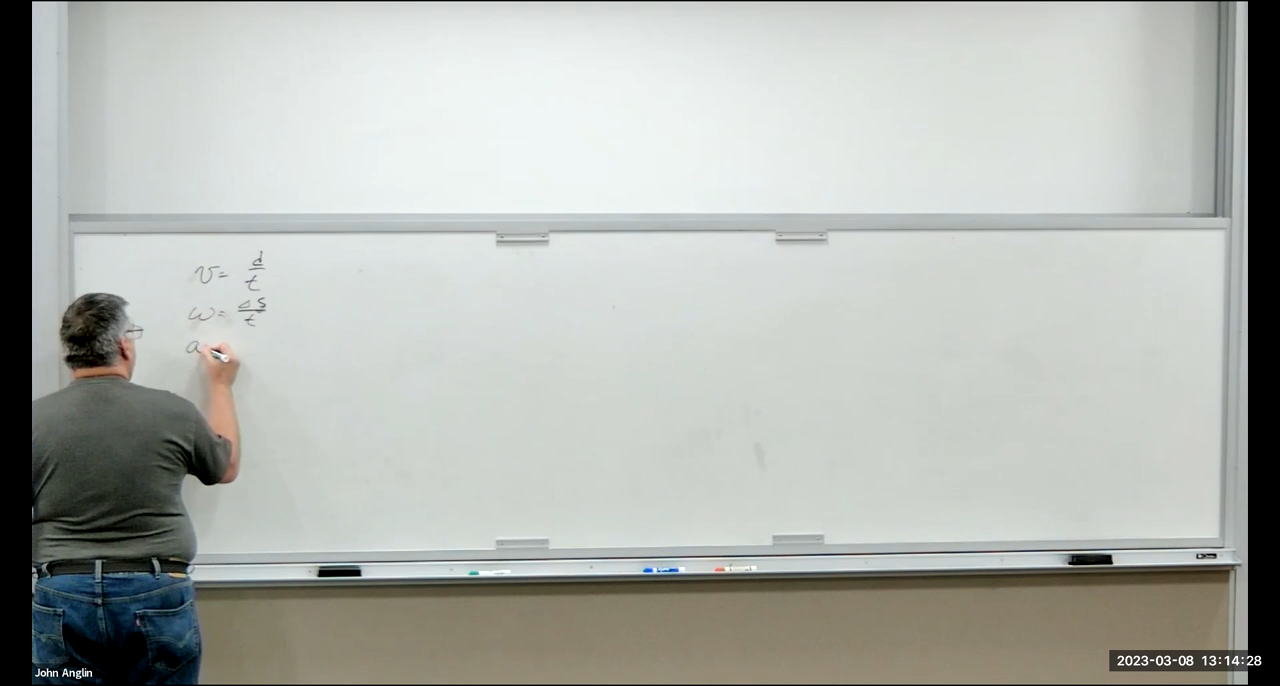 v = d/t
ω = ΔS/t
a
John Anglin
2023-03-08 13:14:28